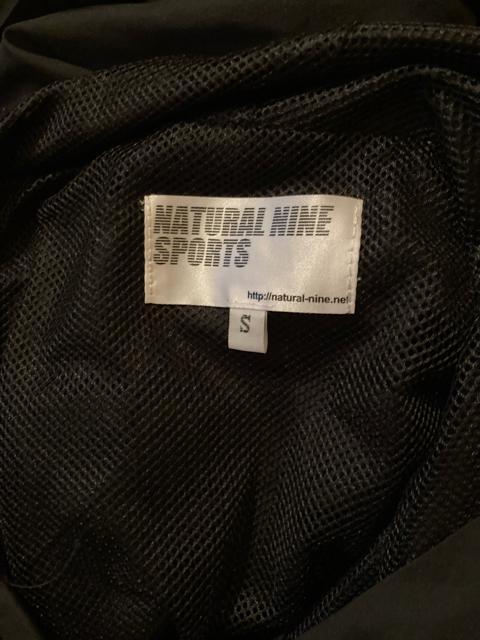 NATURAL NINE
SPORTS
http://natural-nine.net
S